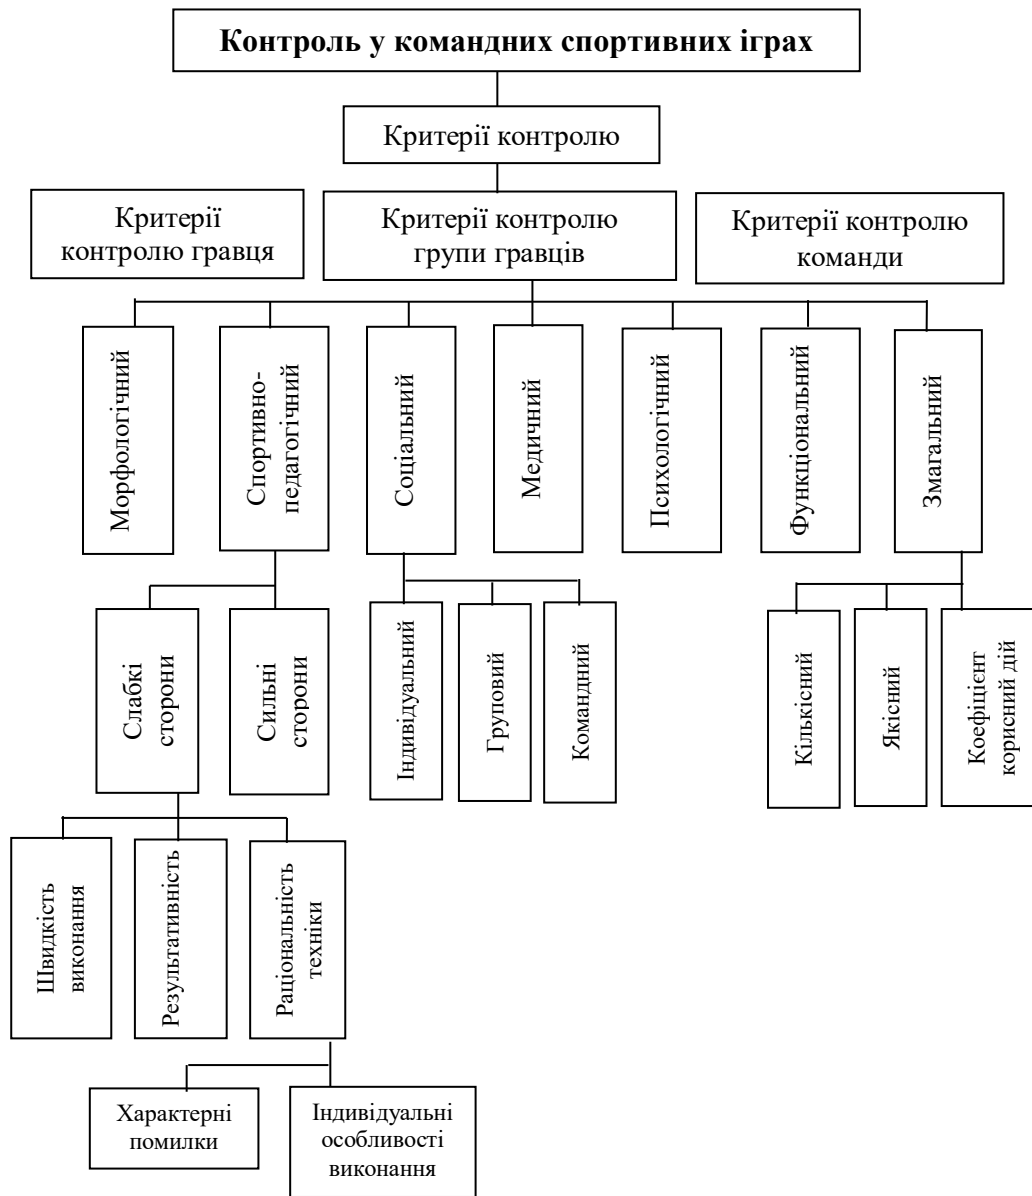 Контроль у командних спортивних іграх
Критерії контролю
Критерії
контролю гравця
Критерії контролю
групи гравців
Критерії контролю
команди
Морфологічний
Спортивно-
педагогічний
Соціальний
Медичний
Психологічний
Функціональний
Змагальний
Слабкі
сторони
Сильні
сторони
Індивідуальний
Груповий
Командний
Кількісний
Якісний
Коефіцієнт
корисний дій
Швидкість
виконання
Результативність
Раціональність
техніки
Характерні
помилки
Індивідуальні
особливості
виконання